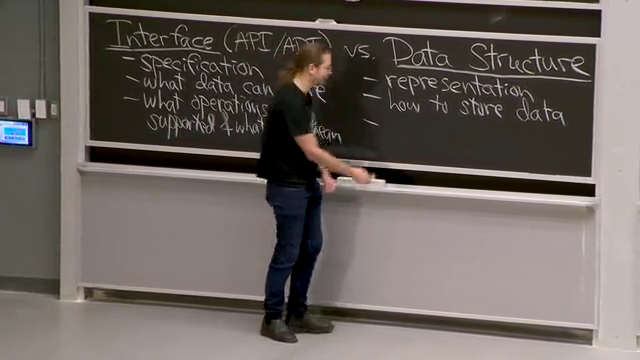 Interface (API/ADT) vs. Data Structure
- specification
- what data can
- what operations
supported & what
- representation
- how to store data
-